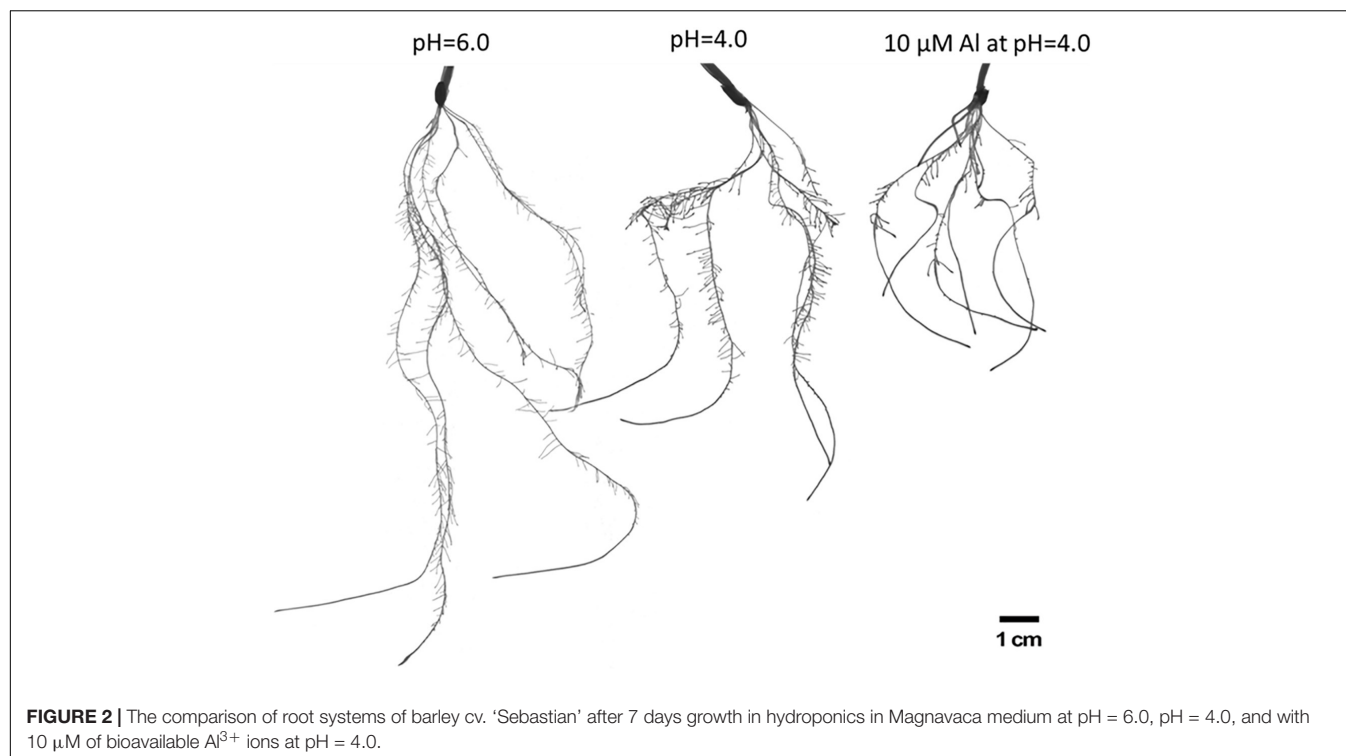 pH=6.0 pH=4.0 10 μM Al at pH=4.0
1 cm
FIGURE 2 | The comparison of root systems of barley cv. ‘Sebastian’ after 7 days growth in hydroponics in Magnavaca medium at pH = 6.0, pH = 4.0, and with
10 μM of bioavailable Al³⁺ ions at pH = 4.0.